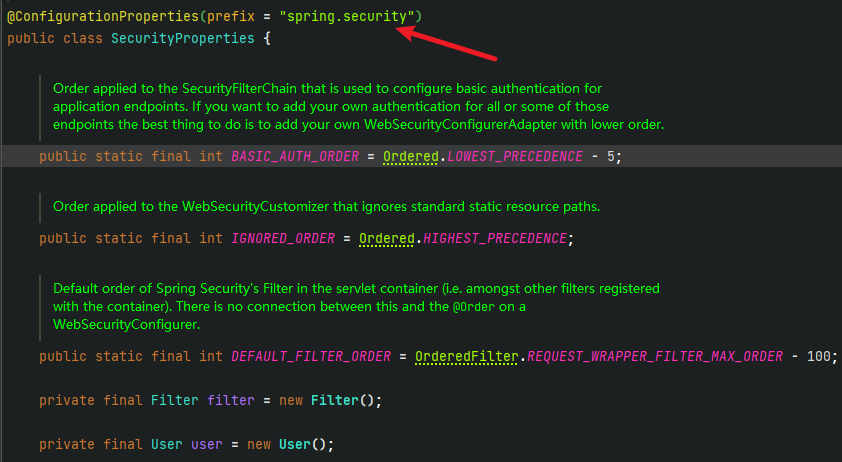 @ConfigurationProperties(prefix = "spring.security")
public class SecurityProperties {
Order applied to the SecurityFilterChain that is used to configure basic authentication for
application endpoints. If you want to add your own authentication for all or some of those
endpoints the best thing to do is to add your own WebSecurityConfigurerAdapter with lower order.
public static final int BASIC_AUTH_ORDER = Ordered.LOWEST_PRECEDENCE - 5;
Order applied to the WebSecurityCustomizer that ignores standard static resource paths.
public static final int IGNORED_ORDER = Ordered.HIGHEST_PRECEDENCE;
Default order of Spring Security's Filter in the servlet container (i.e. amongst other filters registered
with the container). There is no connection between this and the @Order on a
WebSecurityConfigurer.
public static final int DEFAULT_FILTER_ORDER = OrderedFilter.REQUEST_WRAPPER_FILTER_MAX_ORDER - 100;
private final Filter filter = new Filter();
private final User user = new User();